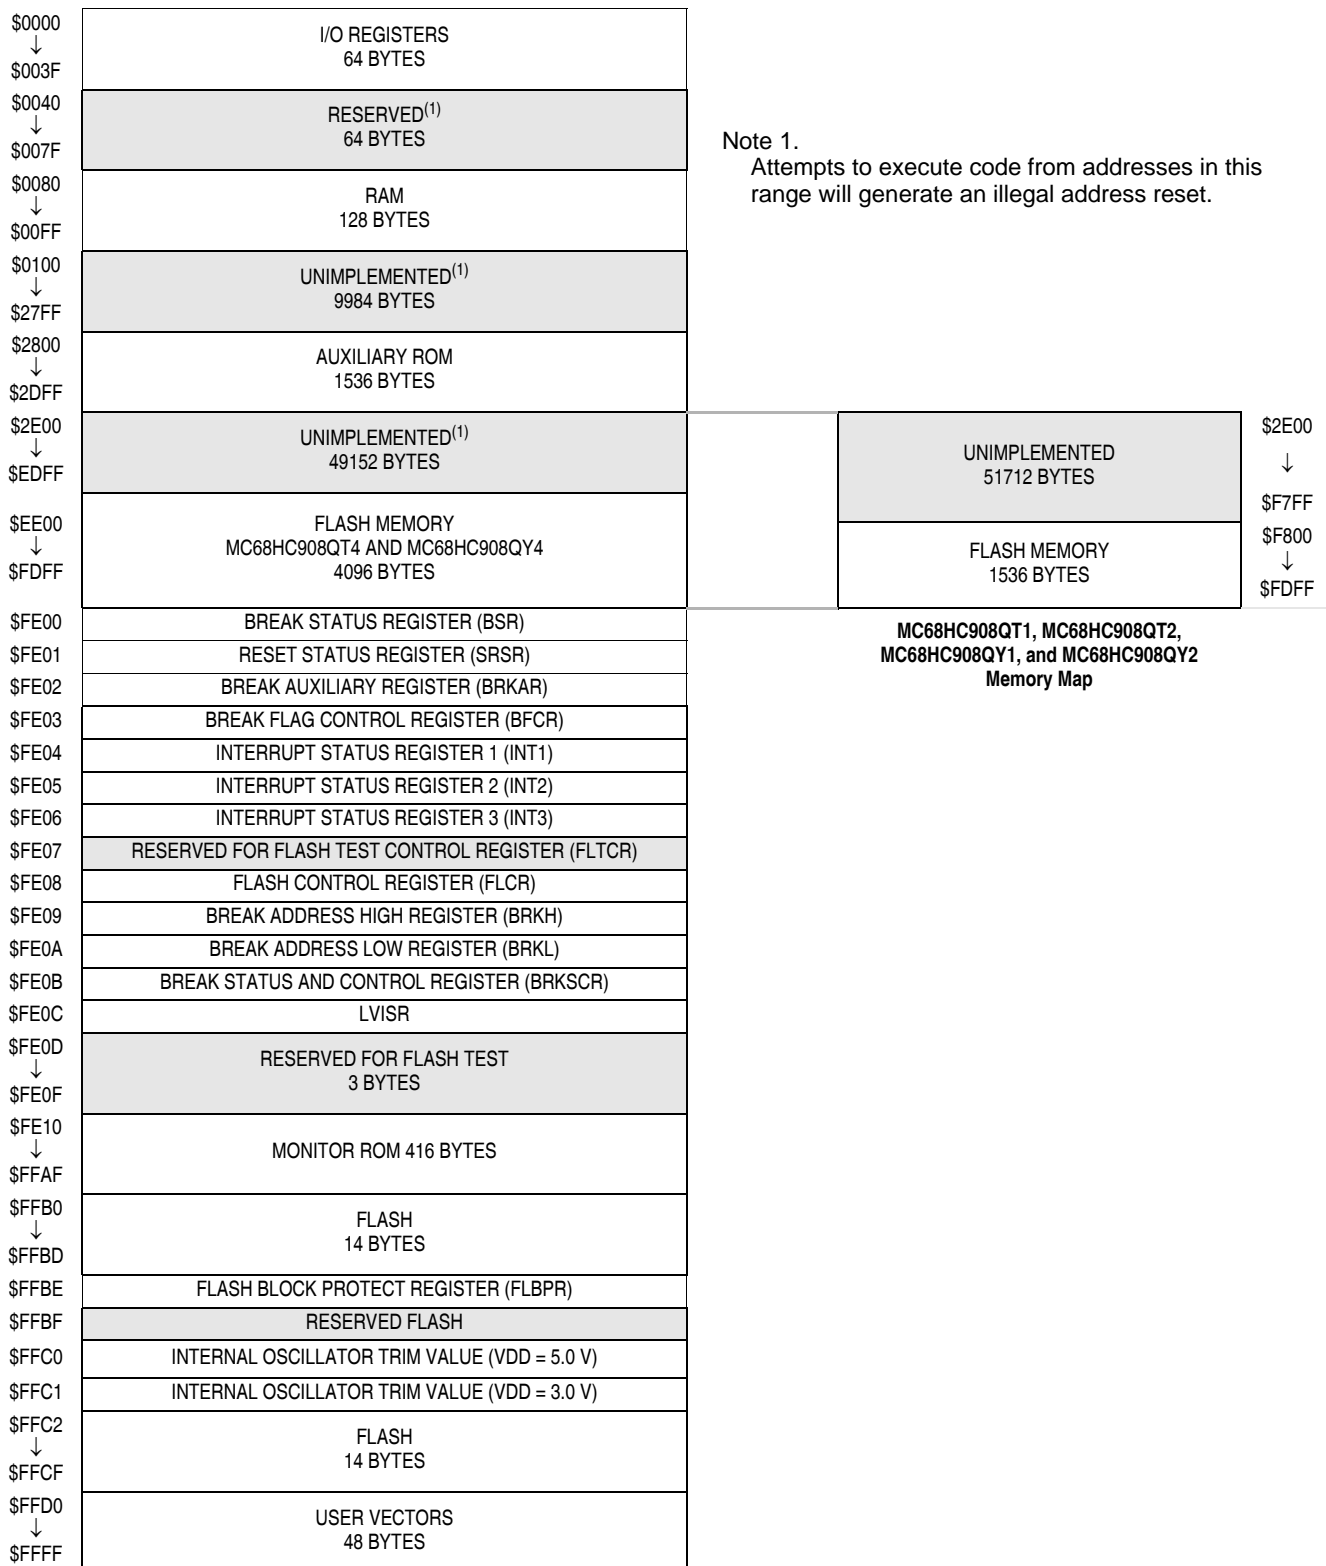 $0000
↓
$003F
I/O REGISTERS
64 BYTES
$0040
↓
$007F
RESERVED(1)
64 BYTES
Note 1.
Attempts to execute code from addresses in this
range will generate an illegal address reset.
$0080
↓
$00FF
RAM
128 BYTES
$0100
↓
$27FF
UNIMPLEMENTED(1)
9984 BYTES
$2800
↓
$2DFF
AUXILIARY ROM
1536 BYTES
$2E00
↓
$EDFF
UNIMPLEMENTED(1)
49152 BYTES
UNIMPLEMENTED
51712 BYTES
$2E00
↓
$F7FF
$EE00
↓
$FDFF
FLASH MEMORY
MC68HC908QT4 AND MC68HC908QY4
4096 BYTES
FLASH MEMORY
1536 BYTES
$F800
↓
$FDFF
MC68HC908QT1, MC68HC908QT2,
MC68HC908QY1, and MC68HC908QY2
Memory Map
$FE00 BREAK STATUS REGISTER (BSR)
$FE01 RESET STATUS REGISTER (SRSR)
$FE02 BREAK AUXILIARY REGISTER (BRKAR)
$FE03 BREAK FLAG CONTROL REGISTER (BFCR)
$FE04 INTERRUPT STATUS REGISTER 1 (INT1)
$FE05 INTERRUPT STATUS REGISTER 2 (INT2)
$FE06 INTERRUPT STATUS REGISTER 3 (INT3)
$FE07 RESERVED FOR FLASH TEST CONTROL REGISTER (FLTCR)
$FE08 FLASH CONTROL REGISTER (FLCR)
$FE09 BREAK ADDRESS HIGH REGISTER (BRKH)
$FE0A BREAK ADDRESS LOW REGISTER (BRKL)
$FE0B BREAK STATUS AND CONTROL REGISTER (BRKSCR)
$FE0C LVISR
$FE0D
↓
$FE0F
RESERVED FOR FLASH TEST
3 BYTES
$FE10
↓
$FFAF
MONITOR ROM 416 BYTES
$FFB0
↓
$FFBD
FLASH
14 BYTES
$FFBE FLASH BLOCK PROTECT REGISTER (FLBPR)
$FFBF RESERVED FLASH
$FFC0 INTERNAL OSCILLATOR TRIM VALUE (VDD = 5.0 V)
$FFC1 INTERNAL OSCILLATOR TRIM VALUE (VDD = 3.0 V)
$FFC2
↓
$FFCF
FLASH
14 BYTES
$FFD0
↓
$FFFF
USER VECTORS
48 BYTES